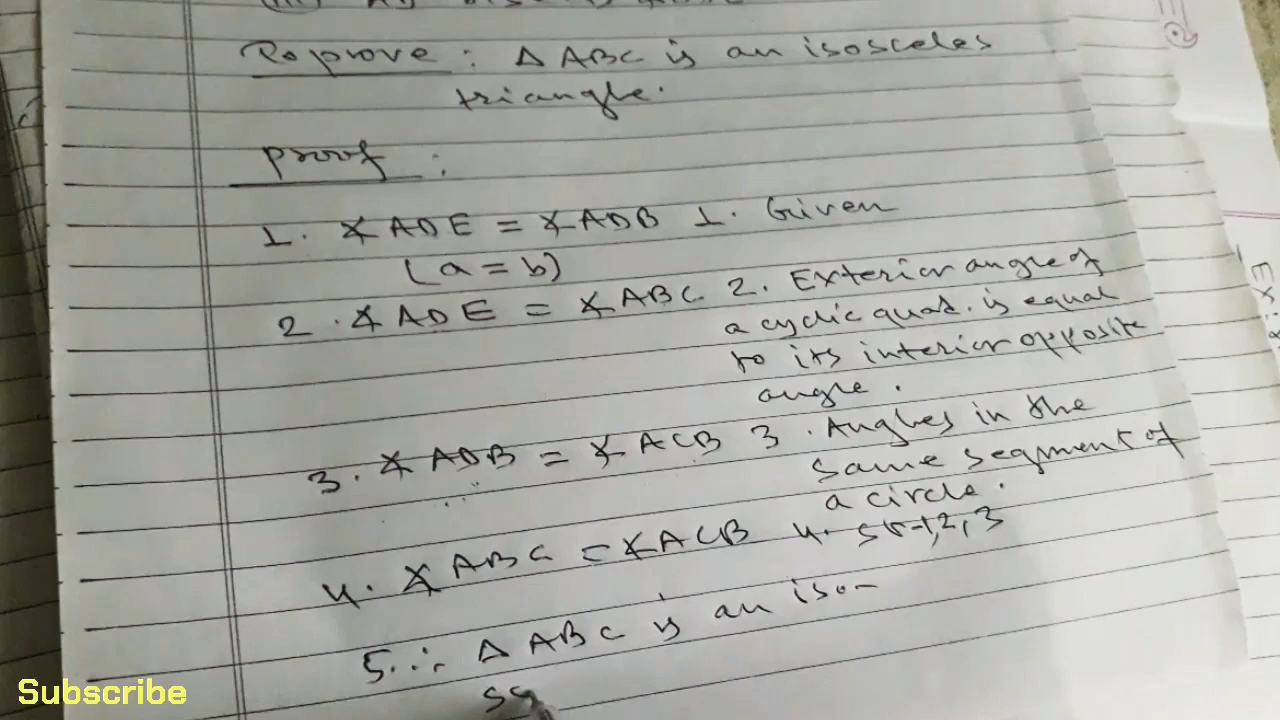 To prove : Δ ABC is an isosceles
triangle.
Proof :
1. ∠ADE = ∠ADB 1. Given
(a = b)
2. ∠ADE = ∠ABC 2. Exterior angle of
a cyclic quad. is equal
to its interior opposite
angle.
3. ∠ADB = ∠ACB 3. Angles in the
same segment of
a circle.
4. ∠ABC = ∠ACB 4. St-1,2,3
5. ∴ Δ ABC is an iso-
Subscribe